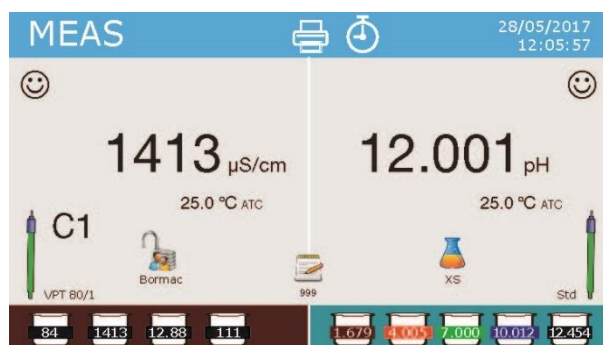 MEAS
28/05/2017
12:05:57
1413 µS/cm
25.0 °C ATC
C1
Bormac
VPT 80/1
999
12.001 pH
25.0 °C ATC
XS
Std
84 1413 12.88 111
1.679 4.005 7.000 10.012 12.454